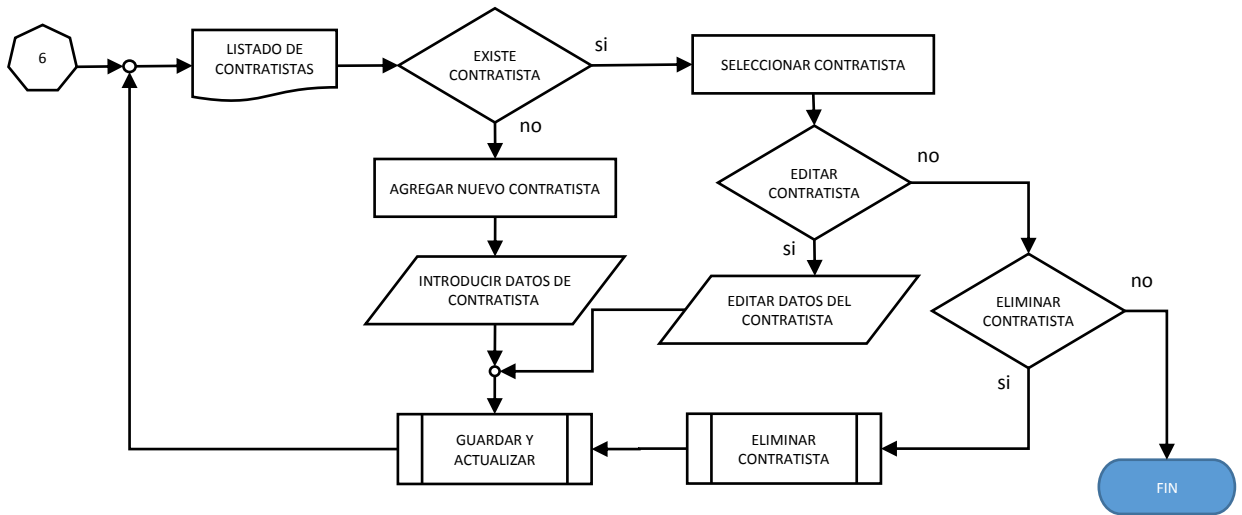 6
LISTADO DE
CONTRATISTAS
EXISTE
CONTRATISTA
si
SELECCIONAR CONTRATISTA
no
AGREGAR NUEVO CONTRATISTA
EDITAR
CONTRATISTA
no
si
INTRODUCIR DATOS DE
CONTRATISTA
EDITAR DATOS DEL
CONTRATISTA
ELIMINAR
CONTRATISTA
no
si
GUARDAR Y
ACTUALIZAR
ELIMINAR
CONTRATISTA
FIN